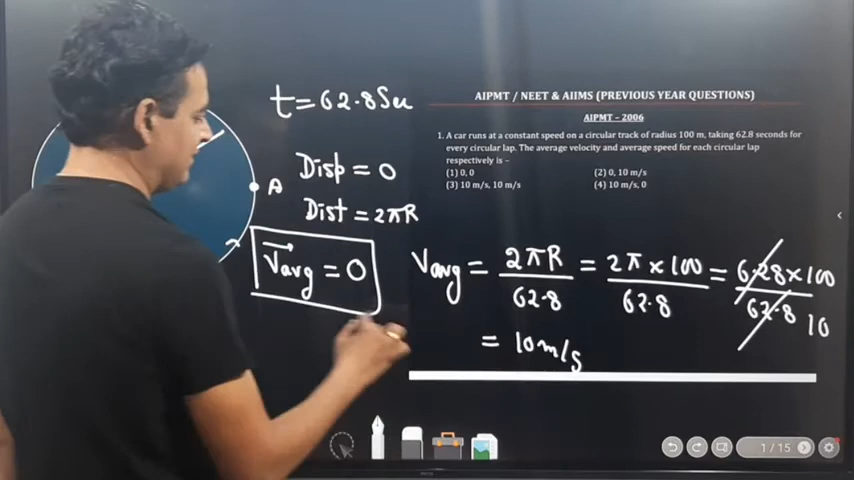 t = 62.8 Sec
A
Disp = 0
Dist = 2πR
Vavg = 0
AIPMT / NEET & AIIMS (PREVIOUS YEAR QUESTIONS)
AIPMT – 2006
1. A car runs at a constant speed on a circular track of radius 100 m, taking 62.8 seconds for
every circular lap. The average velocity and average speed for each circular lap
respectively is –
(1) 0, 0 (2) 0, 10 m/s
(3) 10 m/s, 10 m/s (4) 10 m/s, 0
Vavg = 2πR / 62.8 = 2π × 100 / 62.8 = 6.28 × 100 / 62.8 10
= 10 m/s
1 / 15